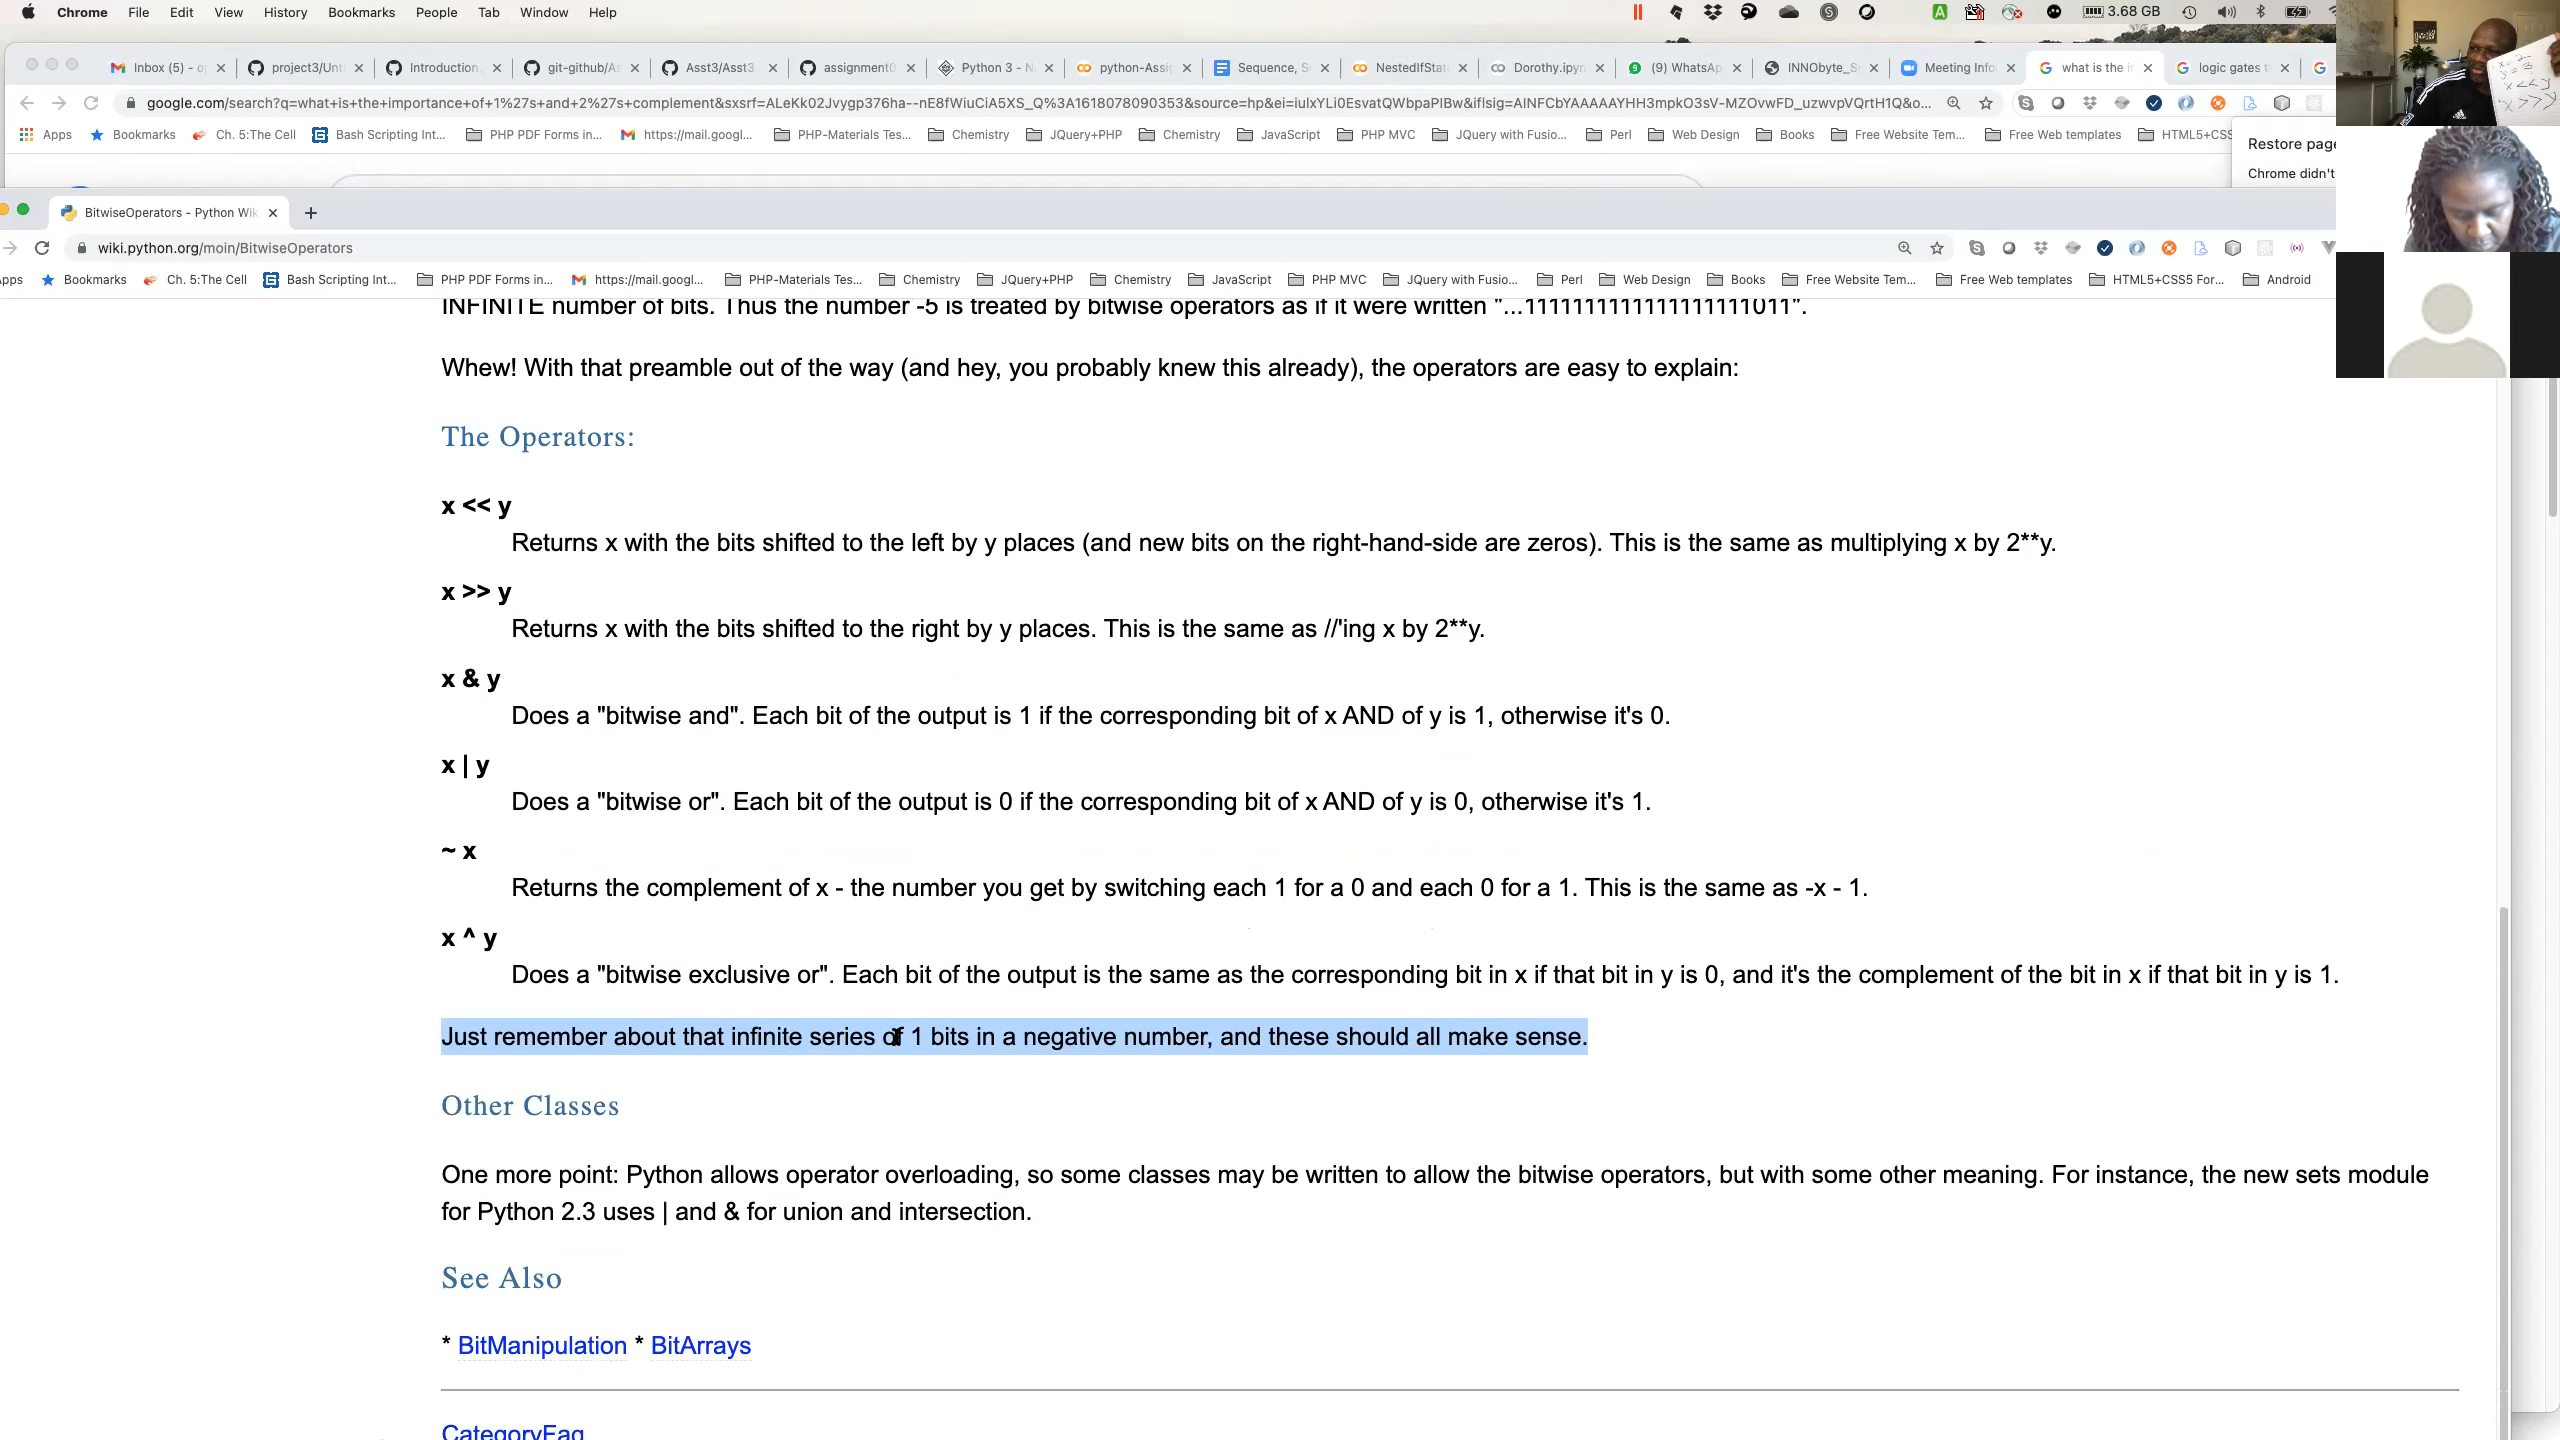 Chrome File Edit View History Bookmarks People Tab Window Help 3.68 GB
Inbox (5) - o project3/Unt Introduction. git-github/As Asst3/Asst3. assignment0 Python 3 - N python-Assig Sequence, S NestedIfStat Dorothy.ipyn (9) WhatsAp INNObyte_S Meeting Info what is the i logic gates t
google.com/search?q=what+is+the+importance+of+1%27s+and+2%27s+complement&sxsrf=ALeKk02Jvygp376ha--nE8fWiuCiA5XS_Q%3A1618078090353&source=hp&ei=iulxYLi0EsvatQWbpaPIBw&iflsig=AINFCbYAAAAAYHH3mpkO3sV-MZOvwFD_uzwvpVQrtH1Q&o...
Apps Bookmarks Ch. 5:The Cell Bash Scripting Int... PHP PDF Forms in... https://mail.googl... PHP-Materials Tes... Chemistry JQuery+PHP Chemistry JavaScript PHP MVC JQuery with Fusio... Perl Web Design Books Free Website Tem... Free Web templates HTML5+CSS
Restore page
Chrome didn't
BitwiseOperators - Python Wik
wiki.python.org/moin/BitwiseOperators
pps Bookmarks Ch. 5:The Cell Bash Scripting Int... PHP PDF Forms in... https://mail.googl... PHP-Materials Tes... Chemistry JQuery+PHP Chemistry JavaScript PHP MVC JQuery with Fusio... Perl Web Design Books Free Website Tem... Free Web templates HTML5+CSS5 For... Android
INFINITE number of bits. Thus the number -5 is treated by bitwise operators as if it were written "...1111111111111111111011".
Whew! With that preamble out of the way (and hey, you probably knew this already), the operators are easy to explain:
The Operators:
x << y
Returns x with the bits shifted to the left by y places (and new bits on the right-hand-side are zeros). This is the same as multiplying x by 2**y.
x >> y
Returns x with the bits shifted to the right by y places. This is the same as //'ing x by 2**y.
x & y
Does a "bitwise and". Each bit of the output is 1 if the corresponding bit of x AND of y is 1, otherwise it's 0.
x | y
Does a "bitwise or". Each bit of the output is 0 if the corresponding bit of x AND of y is 0, otherwise it's 1.
~ x
Returns the complement of x - the number you get by switching each 1 for a 0 and each 0 for a 1. This is the same as -x - 1.
x ^ y
Does a "bitwise exclusive or". Each bit of the output is the same as the corresponding bit in x if that bit in y is 0, and it's the complement of the bit in x if that bit in y is 1.
Just remember about that infinite series of 1 bits in a negative number, and these should all make sense.
Other Classes
One more point: Python allows operator overloading, so some classes may be written to allow the bitwise operators, but with some other meaning. For instance, the new sets module
for Python 2.3 uses | and & for union and intersection.
See Also
* BitManipulation * BitArrays
CategoryFaq